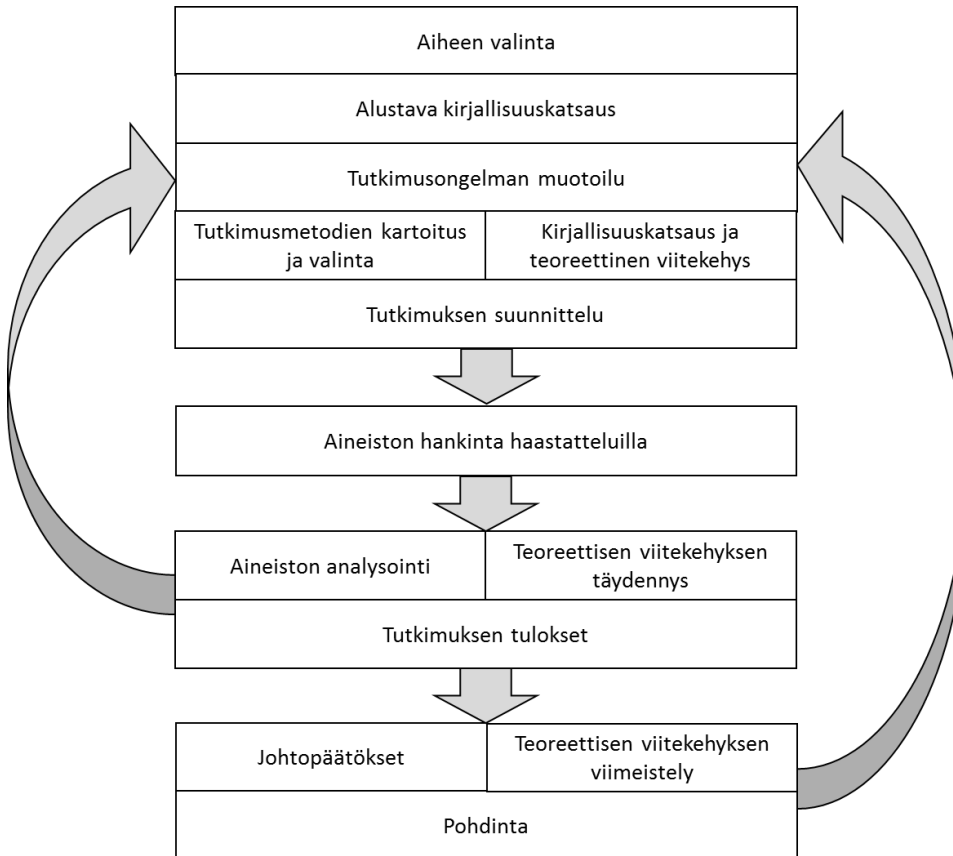 Aiheen valinta
Alustava kirjallisuuskatsaus
Tutkimusongelman muotoilu
Tutkimusmetodien kartoitus
ja valinta
Kirjallisuuskatsaus ja
teoreettinen viitekehys
Tutkimuksen suunnittelu
Aineiston hankinta haastatteluilla
Aineiston analysointi
Teoreettisen viitekehyksen
täydennys
Tutkimuksen tulokset
Johtopäätökset
Teoreettisen viitekehyksen
viimeistely
Pohdinta